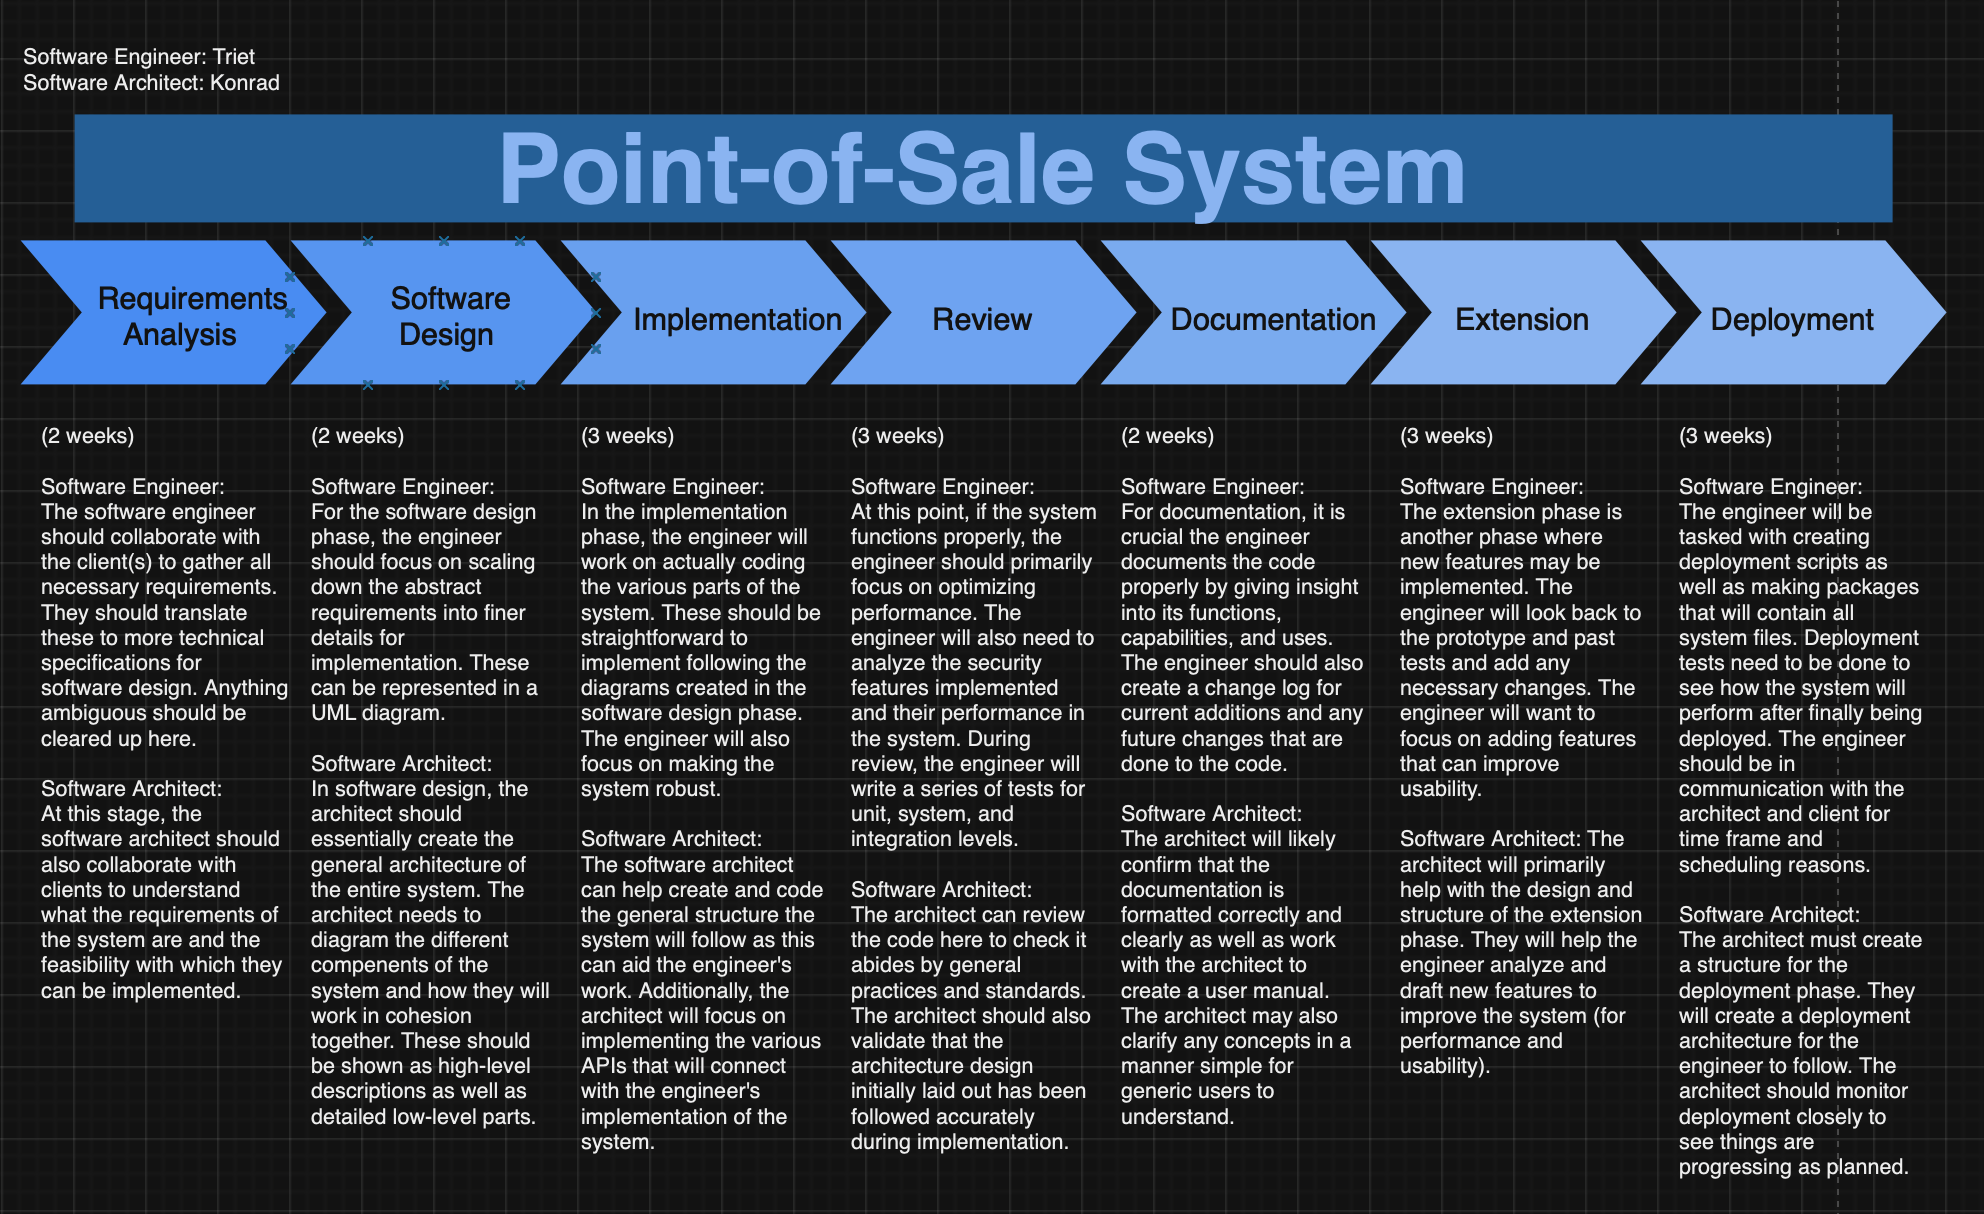 Software Engineer: Triet
Software Architect: Konrad
Point-of-Sale System
Requirements
Analysis
Software
Design
Implementation
Review
Documentation
Extension
Deployment
(2 weeks)
Software Engineer:
The software engineer
should collaborate with
the client(s) to gather all
necessary requirements.
They should translate
these to more technical
specifications for
software design. Anything
ambiguous should be
cleared up here.
Software Architect:
At this stage, the
software architect should
also collaborate with
clients to understand
what the requirements of
the system are and the
feasibility with which they
can be implemented.
(2 weeks)
Software Engineer:
For the software design
phase, the engineer
should focus on scaling
down the abstract
requirements into finer
details for
implementation. These
can be represented in a
UML diagram.
Software Architect:
In software design, the
architect should
essentially create the
general architecture of
the entire system. The
architect needs to
diagram the different
compenents of the
system and how they will
work in cohesion
together. These should
be shown as high-level
descriptions as well as
detailed low-level parts.
(3 weeks)
Software Engineer:
In the implementation
phase, the engineer will
work on actually coding
the various parts of the
system. These should be
straightforward to
implement following the
diagrams created in the
software design phase.
The engineer will also
focus on making the
system robust.
Software Architect:
The software architect
can help create and code
the general structure the
system will follow as this
can aid the engineer's
work. Additionally, the
architect will focus on
implementing the various
APIs that will connect
with the engineer's
implementation of the
system.
(3 weeks)
Software Engineer:
At this point, if the system
functions properly, the
engineer should primarily
focus on optimizing
performance. The
engineer will also need to
analyze the security
features implemented
and their performance in
the system. During
review, the engineer will
write a series of tests for
unit, system, and
integration levels.
Software Architect:
The architect can review
the code here to check it
abides by general
practices and standards.
The architect should also
validate that the
architecture design
initially laid out has been
followed accurately
during implementation.
(2 weeks)
Software Engineer:
For documentation, it is
crucial the engineer
documents the code
properly by giving insight
into its functions,
capabilities, and uses.
The engineer should also
create a change log for
current additions and any
future changes that are
done to the code.
Software Architect:
The architect will likely
confirm that the
documentation is
formatted correctly and
clearly as well as work
with the architect to
create a user manual.
The architect may also
clarify any concepts in a
manner simple for
generic users to
understand.
(3 weeks)
Software Engineer:
The extension phase is
another phase where
new features may be
implemented. The
engineer will look back to
the prototype and past
tests and add any
necessary changes. The
engineer will want to
focus on adding features
that can improve
usability.
Software Architect: The
architect will primarily
help with the design and
structure of the extension
phase. They will help the
engineer analyze and
draft new features to
improve the system (for
performance and
usability).
(3 weeks)
Software Engineer:
The engineer will be
tasked with creating
deployment scripts as
well as making packages
that will contain all
system files. Deployment
tests need to be done to
see how the system will
perform after finally being
deployed. The engineer
should be in
communication with the
architect and client for
time frame and
scheduling reasons.
Software Architect:
The architect must create
a structure for the
deployment phase. They
will create a deployment
architecture for the
engineer to follow. The
architect should monitor
deployment closely to
see things are
progressing as planned.